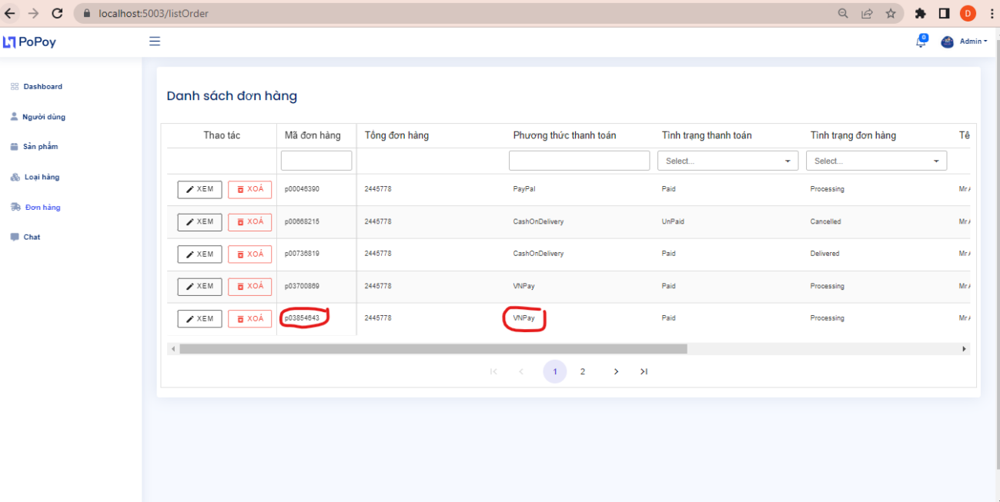 localhost:5003/listOrder
D
PoPoy
0
Admin
Dashboard
Người dùng
Sản phẩm
Loại hàng
Đơn hàng
Chat
Danh sách đơn hàng
Thao tác Mã đơn hàng Tổng đơn hàng Phương thức thanh toán Tình trạng thanh toán Tình trạng đơn hàng Tê
Select... Select...
XEM XOÁ p00046390 2445778 PayPal Paid Processing Mr
XEM XOÁ p00668215 2445778 CashOnDelivery UnPaid Cancelled Mr
XEM XOÁ p00736819 2445778 CashOnDelivery Paid Delivered Mr
XEM XOÁ p03700869 2445778 VNPay Paid Processing Mr
XEM XOÁ p03854643 2445778 VNPay Paid Processing Mr
1 2